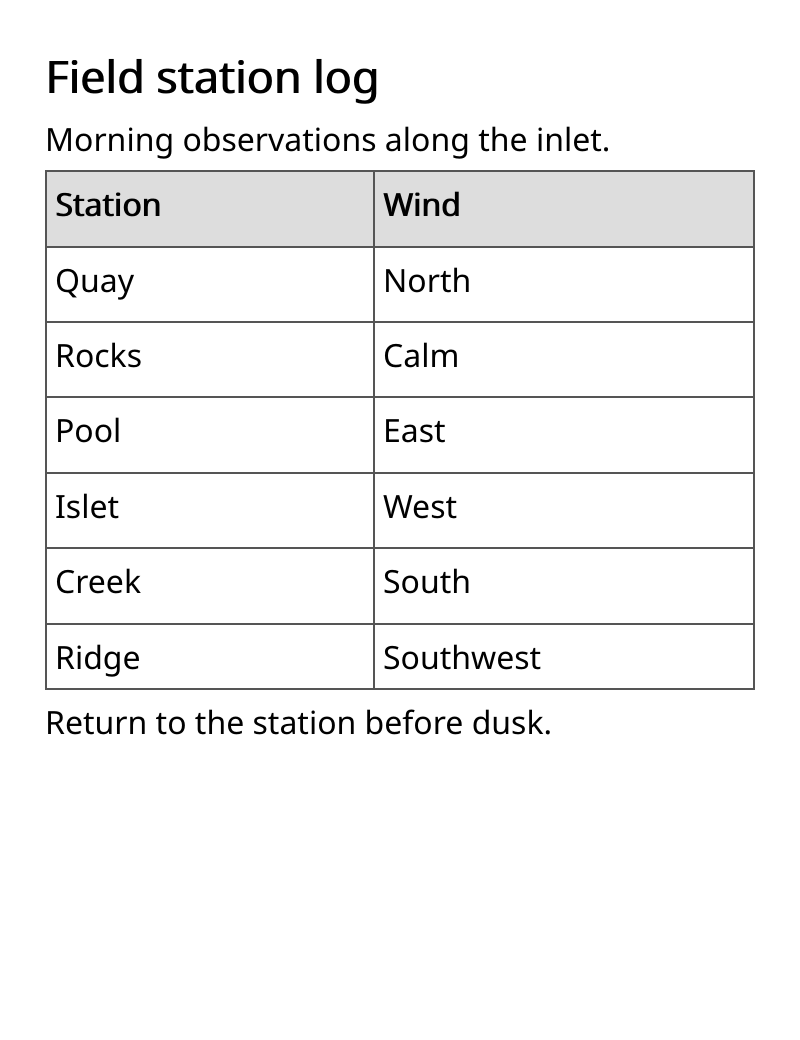 Field station log
Morning observations along the inlet.
Station Wind
Quay North
Rocks Calm
Pool East
Islet West
Creek South
Ridge Southwest
Return to the station before dusk.